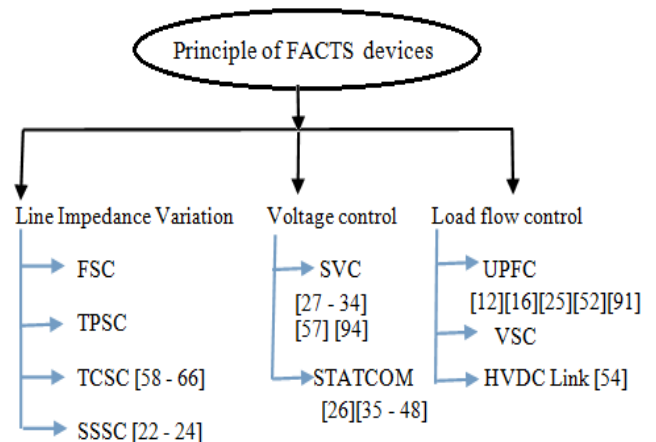 Principle of FACTS devices
Line Impedance Variation
FSC
TPSC
TCSC [58 - 66]
SSSC [22 - 24]
Voltage control
SVC
[27 - 34]
[57] [94]
STATCOM
[26][35 - 48]
Load flow control
UPFC
[12][16][25][52][91]
VSC
HVDC Link [54]